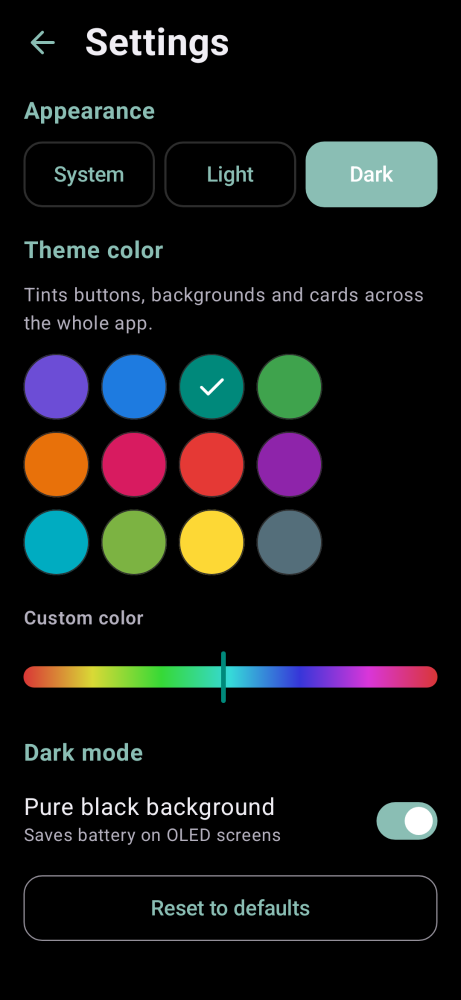 Settings
Appearance
System
Light
Dark
Theme color
Tints buttons, backgrounds and cards across
the whole app.
Custom color
Dark mode
Pure black background
Saves battery on OLED screens
Reset to defaults